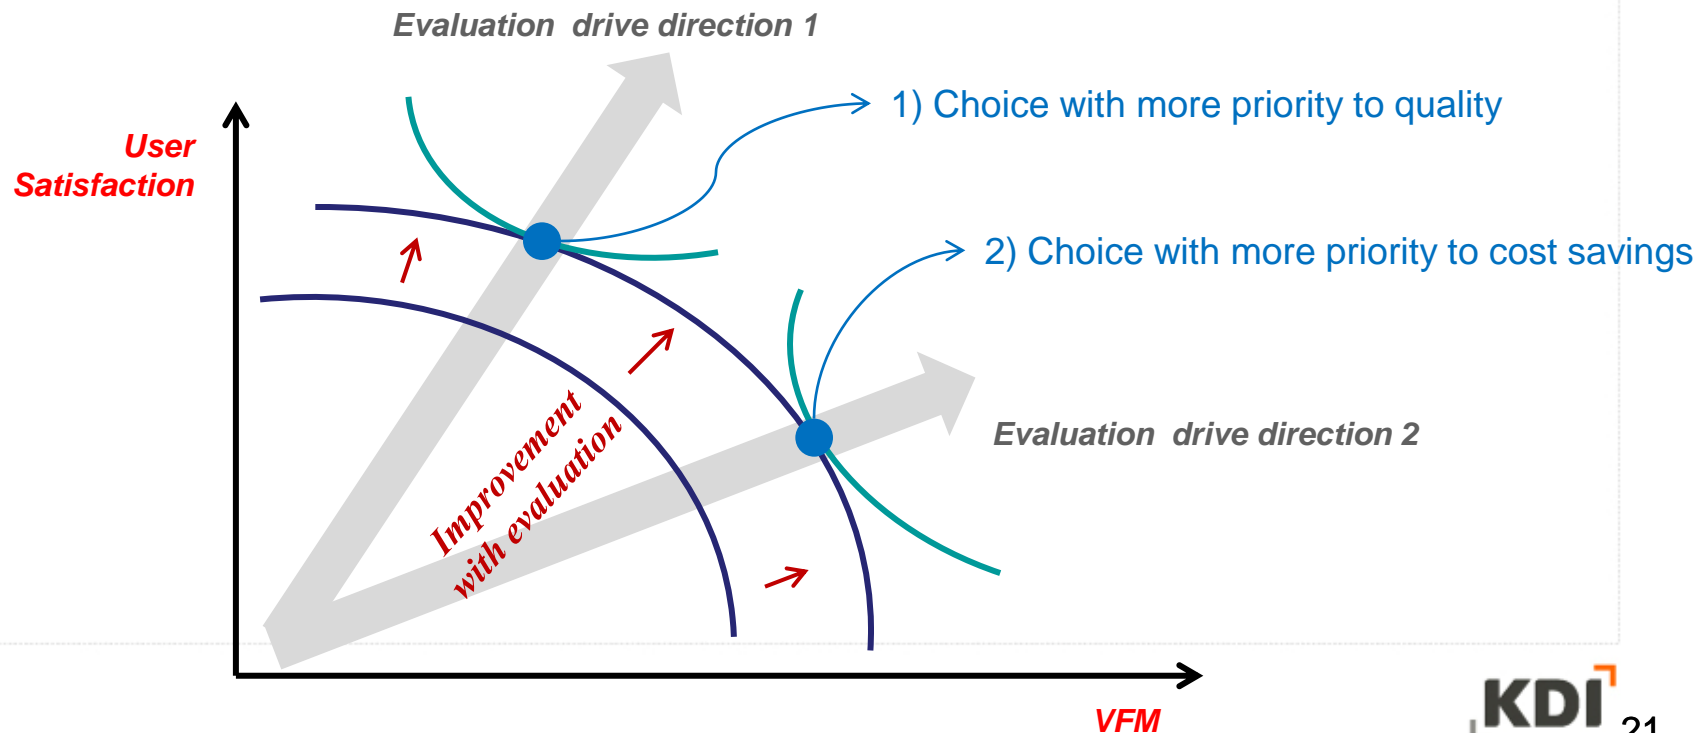 Evaluation  drive direction 1
1) Choice with more priority to quality
User
Satisfaction
2) Choice with more priority to cost savings
Evaluation  drive direction 2
Improvement
with evaluation
VFM
KDI
21